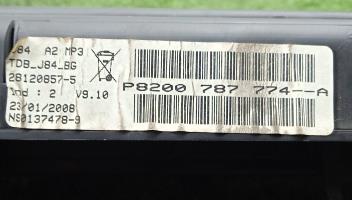 J84 A2 MP3
TDB_J84_BG
28120857-5
Ind : 2 V9.10
23/01/2008
NS0137478-9
P8200 787 774--A